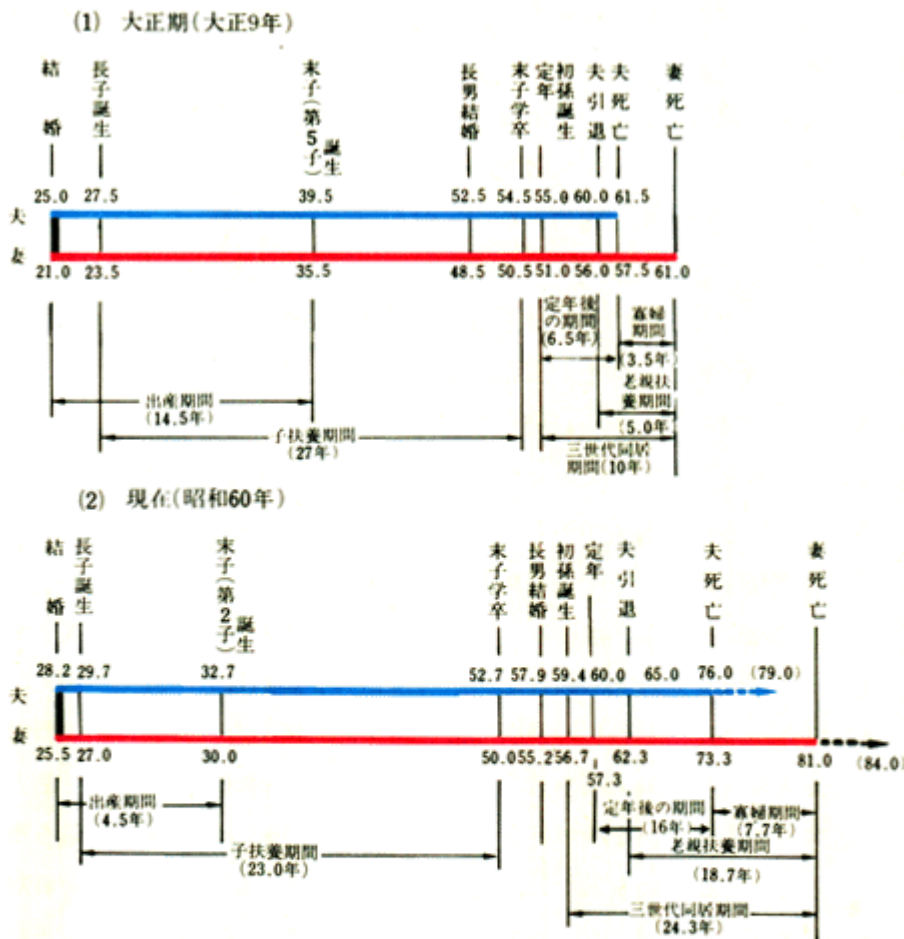 (1) 大正期(大正9年)
結婚 長子誕生 末子(第5子)誕生 長男結婚 末子学卒 定年 初孫誕生 夫引退 夫死亡 妻死亡
25.0 27.5 39.5 52.5 54.5 55.0 60.0 61.5
夫
妻
21.0 23.5 35.5 48.5 50.5 51.0 56.0 57.5 61.0
定年後の期間(6.5年)
寡婦期間(3.5年)
老親扶養期間(5.0年
出産期間(14.5年)
子扶養期間(27年)
三世代同居期間(10年)
(2) 現在(昭和60年)
結婚 長子誕生 末子(第2子)誕生 末子学卒 長男結婚 初孫誕生 定年 夫引退 夫死亡 妻死亡
28.2 29.7 32.7 52.7 57.9 59.4 60.0 65.0 76.0 (79.0)
夫
妻
25.5 27.0 30.0 50.0 55.2 56.7 57.3 62.3 73.3 81.0 (84.0)
出産期間(4.5年)
定年後の期間(16年)
寡婦期間(7.7年)
子扶養期間(23.0年)
老親扶養期間(18.7年)
三世代同居期間(24.3年)